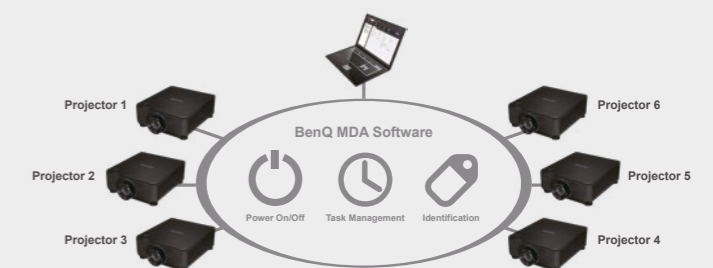 Projector 1
Projector 6
BenQ MDA Software
Projector 2
Projector 5
Power On/Off
Task Management
Identification
Projector 3
Projector 4